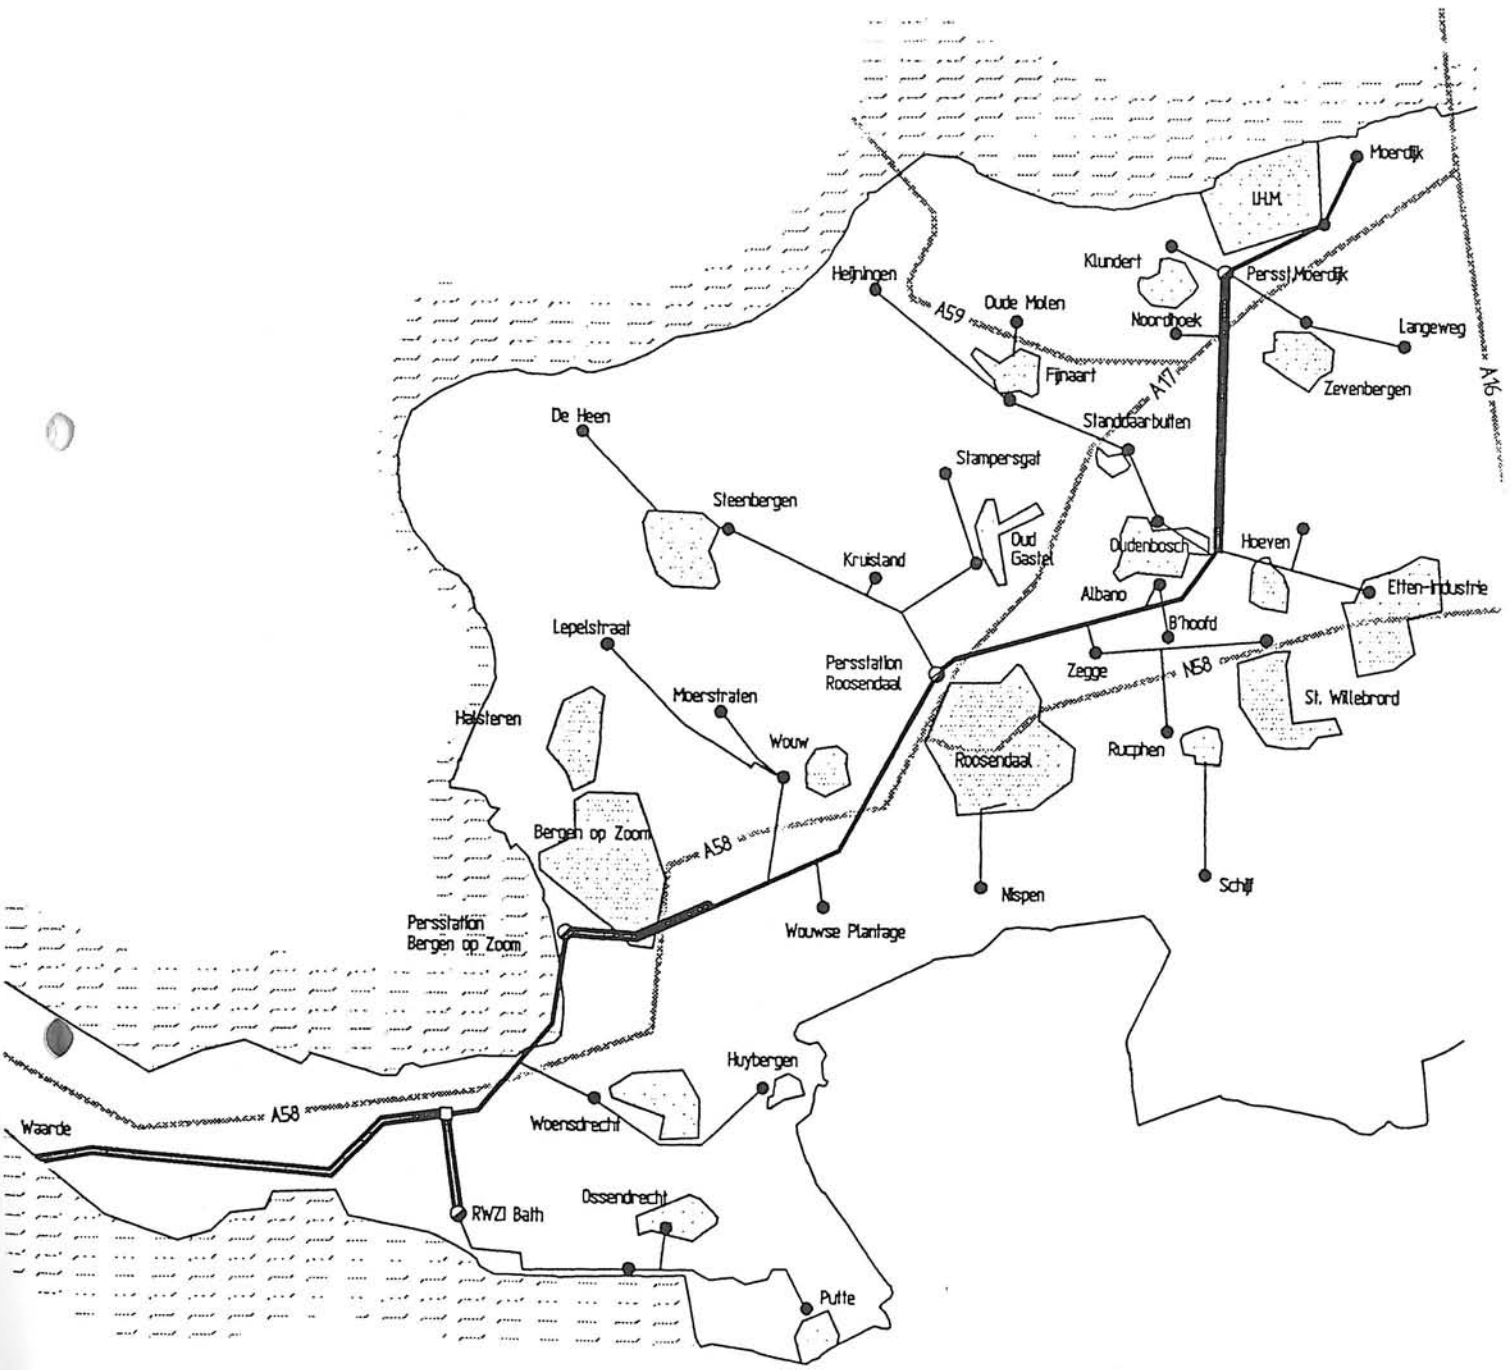 Moerdijk
I.H.M.
Klundert
Persst. Moerdijk
Heijningen
A59
Oude Molen
Noordhoek
Langeweg
A16
Fijnaart
A17
Zevenbergen
De Heen
Standdaarbuiten
Stampersgat
Steenbergen
Oud
Gastel
Oudenbosch
Hoeven
Kruisland
Albano
Etten-Industrie
Lepelstraat
B'hoofd
Persstation
Roosendaal
Zegge
N58
Moerstraten
St. Willebrord
Halsteren
Wouw
Rucphen
Roosendaal
Bergen op Zoom
A58
Schijf
Nispen
Persstation
Bergen op Zoom
Wouwse Plantage
Huybergen
A58
Waarde
Woensdrecht
Ossendrecht
RWZI Bath
Putte